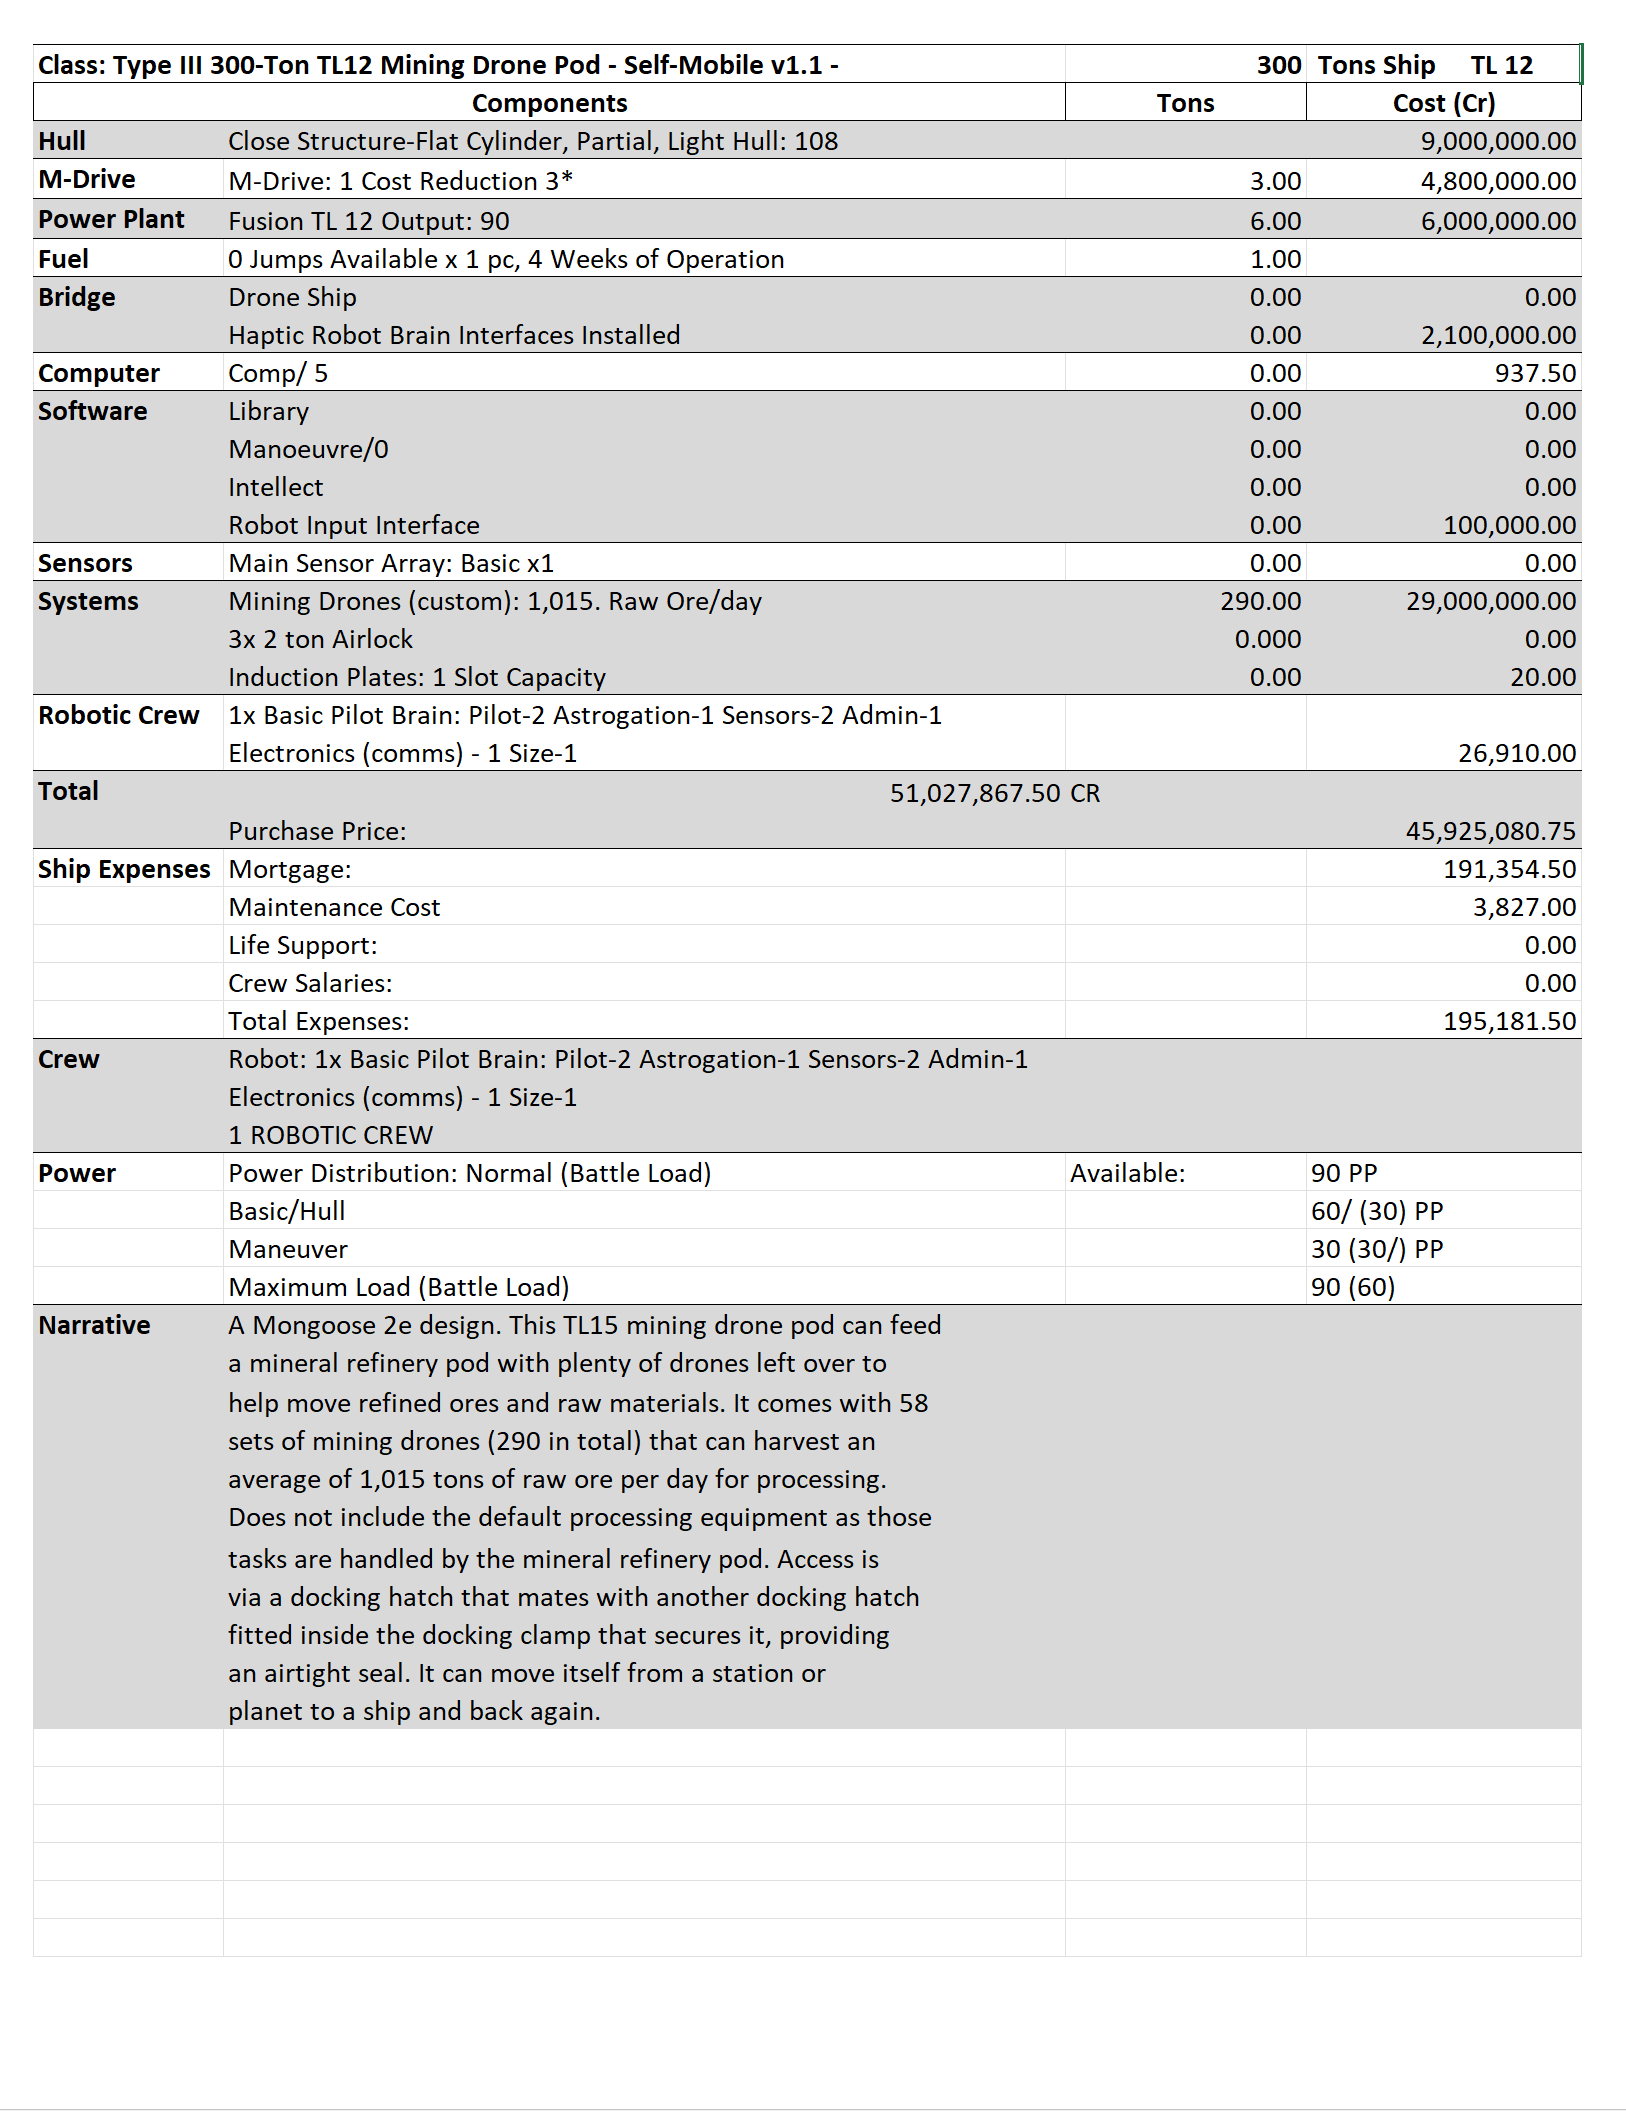 Class: Type III 300-Ton TL12 Mining Drone Pod - Self-Mobile v1.1 - 300 Tons Ship TL 12
Components Tons Cost (Cr)
Hull Close Structure-Flat Cylinder, Partial, Light Hull: 108 9,000,000.00
M-Drive M-Drive: 1 Cost Reduction 3* 3.00 4,800,000.00
Power Plant Fusion TL 12 Output: 90 6.00 6,000,000.00
Fuel 0 Jumps Available x 1 pc, 4 Weeks of Operation 1.00
Bridge Drone Ship 0.00 0.00
Haptic Robot Brain Interfaces Installed 0.00 2,100,000.00
Computer Comp/ 5 0.00 937.50
Software Library 0.00 0.00
Manoeuvre/0 0.00 0.00
Intellect 0.00 0.00
Robot Input Interface 0.00 100,000.00
Sensors Main Sensor Array: Basic x1 0.00 0.00
Systems Mining Drones (custom): 1,015. Raw Ore/day 290.00 29,000,000.00
3x 2 ton Airlock 0.000 0.00
Induction Plates: 1 Slot Capacity 0.00 20.00
Robotic Crew 1x Basic Pilot Brain: Pilot-2 Astrogation-1 Sensors-2 Admin-1
Electronics (comms) - 1 Size-1 26,910.00
Total 51,027,867.50 CR
Purchase Price: 45,925,080.75
Ship Expenses Mortgage: 191,354.50
Maintenance Cost 3,827.00
Life Support: 0.00
Crew Salaries: 0.00
Total Expenses: 195,181.50
Crew Robot: 1x Basic Pilot Brain: Pilot-2 Astrogation-1 Sensors-2 Admin-1
Electronics (comms) - 1 Size-1
1 ROBOTIC CREW
Power Power Distribution: Normal (Battle Load) Available: 90 PP
Basic/Hull 60/ (30) PP
Maneuver 30 (30/) PP
Maximum Load (Battle Load) 90 (60)
Narrative A Mongoose 2e design. This TL15 mining drone pod can feed
a mineral refinery pod with plenty of drones left over to
help move refined ores and raw materials. It comes with 58
sets of mining drones (290 in total) that can harvest an
average of 1,015 tons of raw ore per day for processing.
Does not include the default processing equipment as those
tasks are handled by the mineral refinery pod. Access is
via a docking hatch that mates with another docking hatch
fitted inside the docking clamp that secures it, providing
an airtight seal. It can move itself from a station or
planet to a ship and back again.